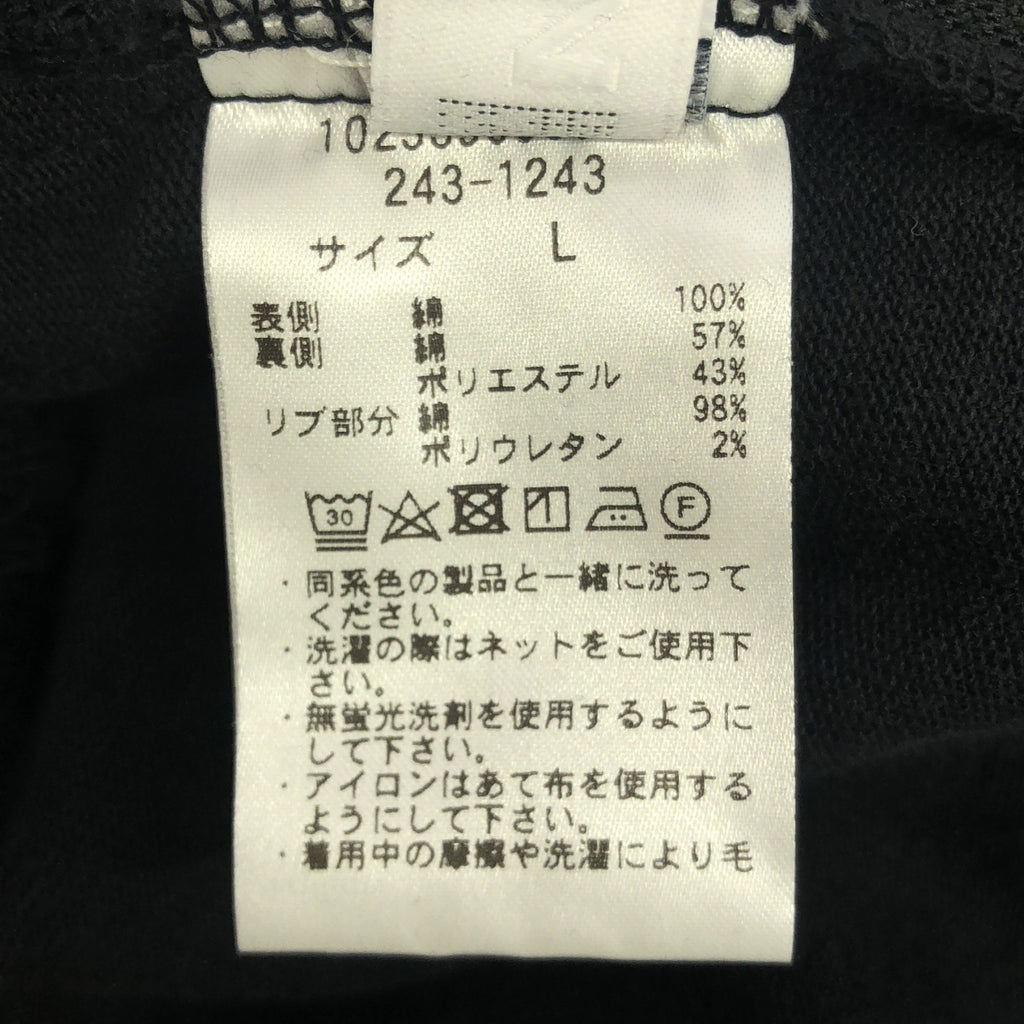 243-1243
サイズ L
表側 綿 100%
裏側 綿 57%
ポリエステル 43%
リブ部分 綿 98%
ポリウレタン 2%
30 F
・同系色の製品と一緒に洗って
ください。
・洗濯の際はネットをご使用下
さい。
・無蛍光洗剤を使用するように
して下さい。
・アイロンはあて布を使用する
ようにして下さい。
・着用中の摩擦や洗濯により毛